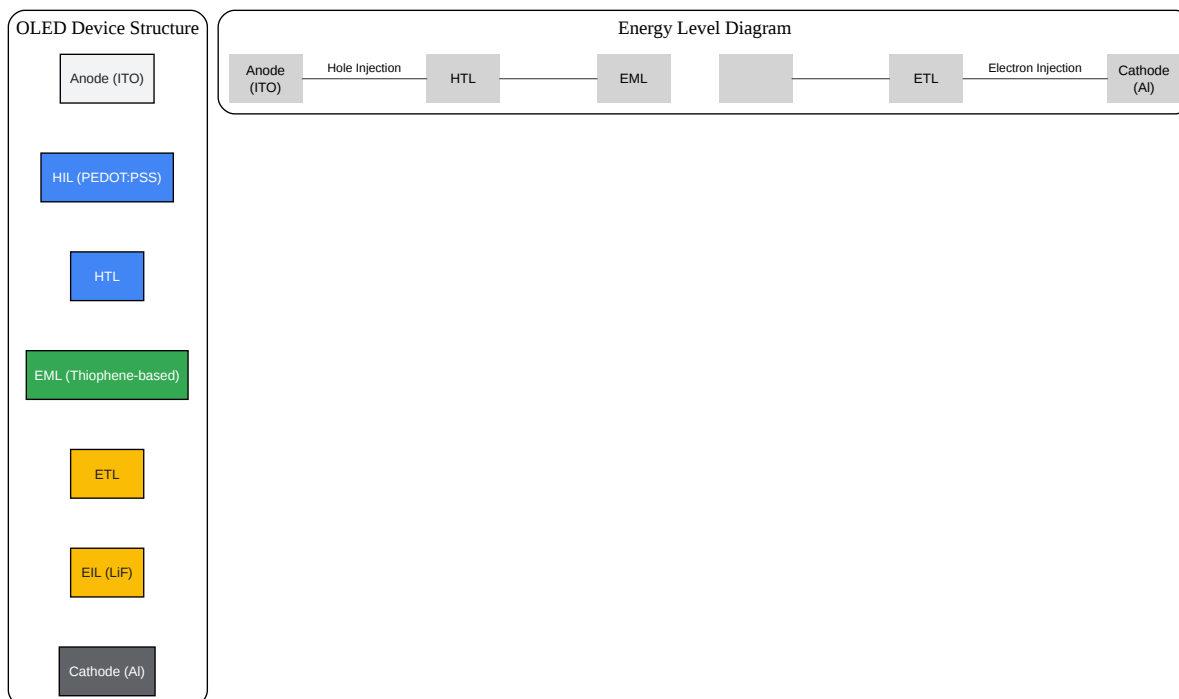 OLED Device Structure
Anode (ITO)
HIL (PEDOT:PSS)
HTL
EML (Thiophene-based)
ETL
EIL (LiF)
Cathode (Al)
Energy Level Diagram
Anode
(ITO)
Hole Injection
HTL
EML
ETL
Electron Injection
Cathode
(Al)